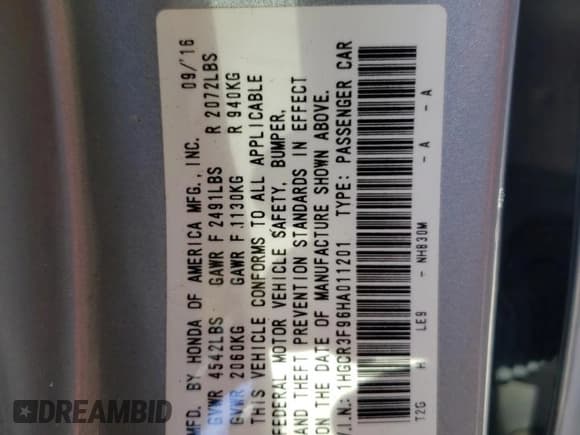 MFD. BY HONDA OF AMERICA MFG., INC. 09/'16
GVWR 4542LBS GAWR F 2491LBS R 2072LBS
GVWR 2060KG GAWR F 1130KG R 940KG
THIS VEHICLE CONFORMS TO ALL APPLICABLE
FEDERAL MOTOR VEHICLE SAFETY, BUMPER,
AND THEFT PREVENTION STANDARDS IN EFFECT
ON THE DATE OF MANUFACTURE SHOWN ABOVE.
V.I.N.: 1HGCR3F96HA011201 TYPE: PASSENGER CAR
T2G H LE9 - NH830M - A - A
DREAMBID